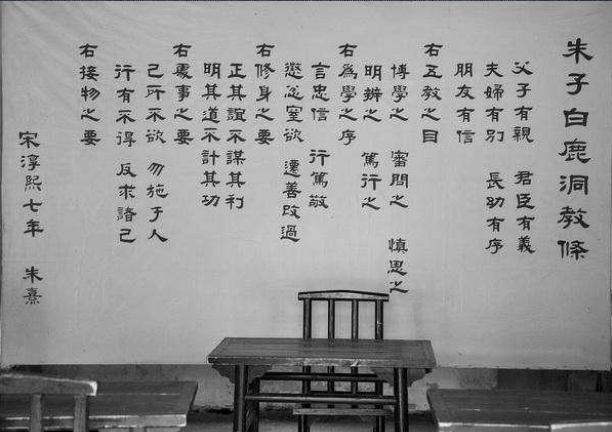 朱子白鹿洞教條
父子有親 君臣有義
夫婦有別 長幼有序
朋友有信
右五教之目
博學之 審問之 慎思之
明辨之 篤行之
右為學之序
言忠信 行篤敬
懲忿窒欲 遷善改過
右修身之要
正其誼不謀其利
明其道不計其功
右處事之要
己所不欲 勿施于人
行有不得 反求諸己
右接物之要
宋淳熙七年 朱熹